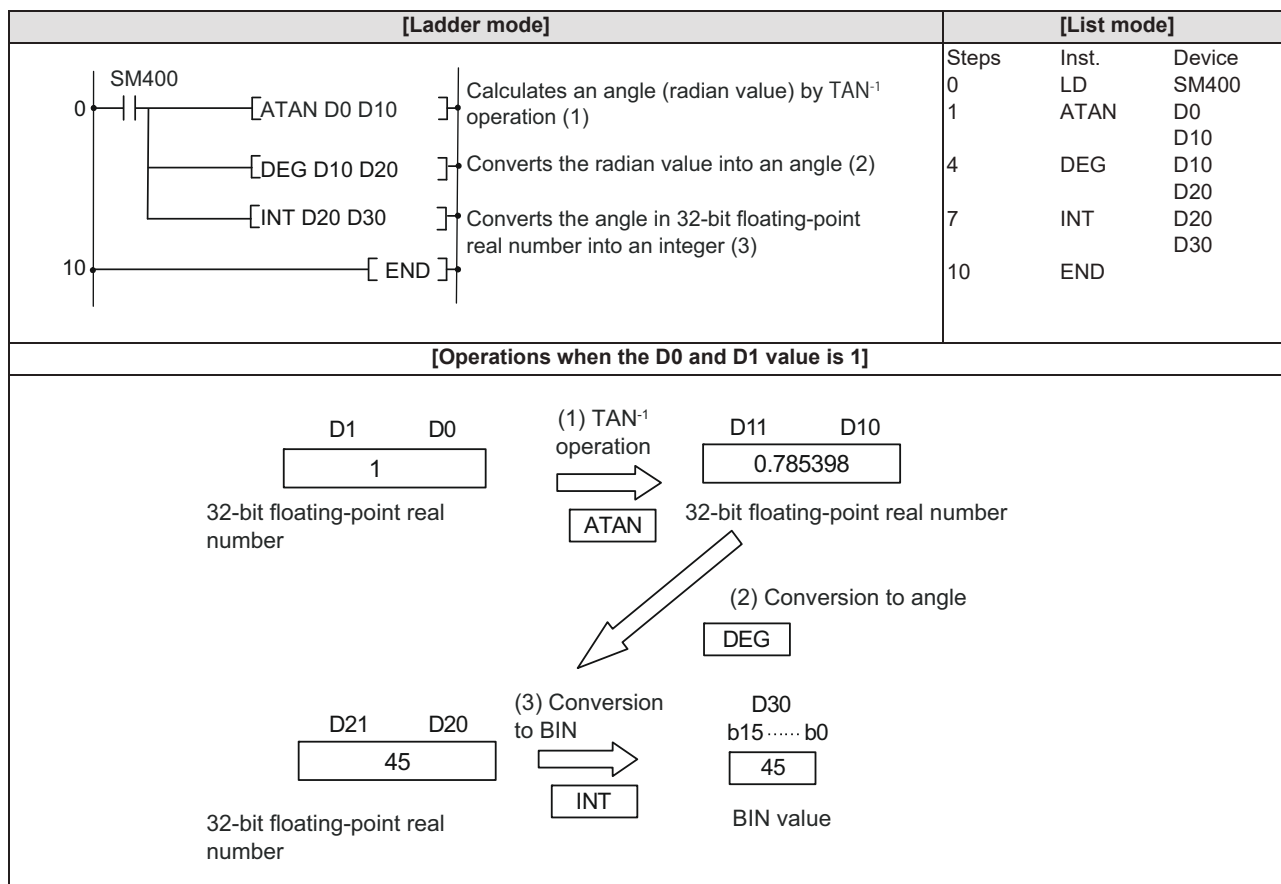 [Ladder mode]
[List mode]
SM400
0
[ATAN D0 D10 ]
Calculates an angle (radian value) by TAN-1
operation (1)
[DEG D10 D20 ]
Converts the radian value into an angle (2)
[INT D20 D30 ]
Converts the angle in 32-bit floating-point
real number into an integer (3)
10
[ END ]
Steps Inst. Device
0 LD SM400
1 ATAN D0
D10
4 DEG D10
D20
7 INT D20
D30
10 END
[Operations when the D0 and D1 value is 1]
D1 D0
1
32-bit floating-point real
number
(1) TAN-1
operation
ATAN
D11 D10
0.785398
32-bit floating-point real number
(2) Conversion to angle
DEG
D21 D20
45
32-bit floating-point real
number
(3) Conversion
to BIN
INT
D30
b15 ...... b0
45
BIN value